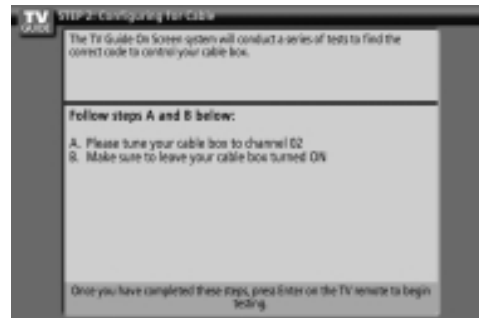 TV
GUIDE
STEP 2: Configuring for Cable
The TV Guide On Screen system will conduct a series of tests to find the
correct code to control your cable box.
Follow steps A and B below:
A. Please tune your cable box to channel 02
B. Make sure to leave your cable box turned ON
Once you have completed these steps, press Enter on the TV remote to begin
testing.